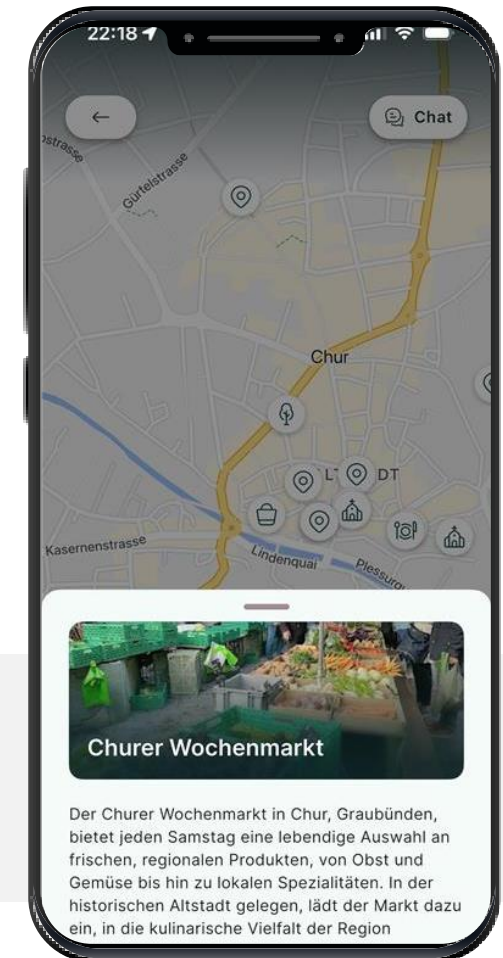 22:18
Chat
Gürtelstrasse
Chur
Kasernenstrasse
Lindenquai
Churer Wochenmarkt
Der Churer Wochenmarkt in Chur, Graubünden,
bietet jeden Samstag eine lebendige Auswahl an
frischen, regionalen Produkten, von Obst und
Gemüse bis hin zu lokalen Spezialitäten. In der
historischen Altstadt gelegen, lädt der Markt dazu
ein, in die kulinarische Vielfalt der Region